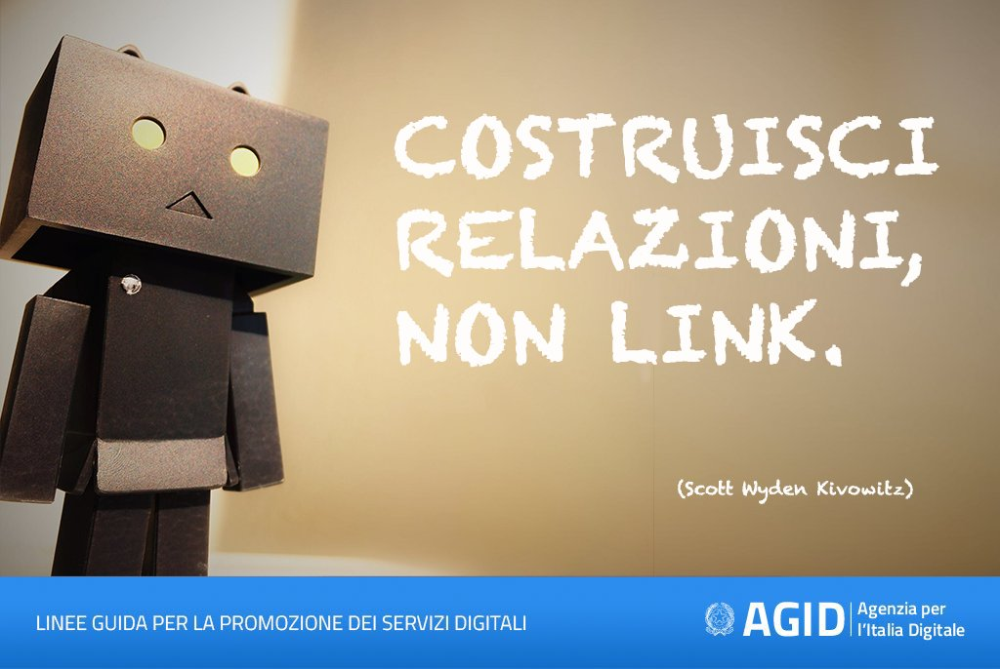 COSTRUISCI
RELAZIONI,
NON LINK.
(Scott Wyden Kivowitz)
LINEE GUIDA PER LA PROMOZIONE DEI SERVIZI DIGITALI
AGID
Agenzia per
l'Italia Digitale